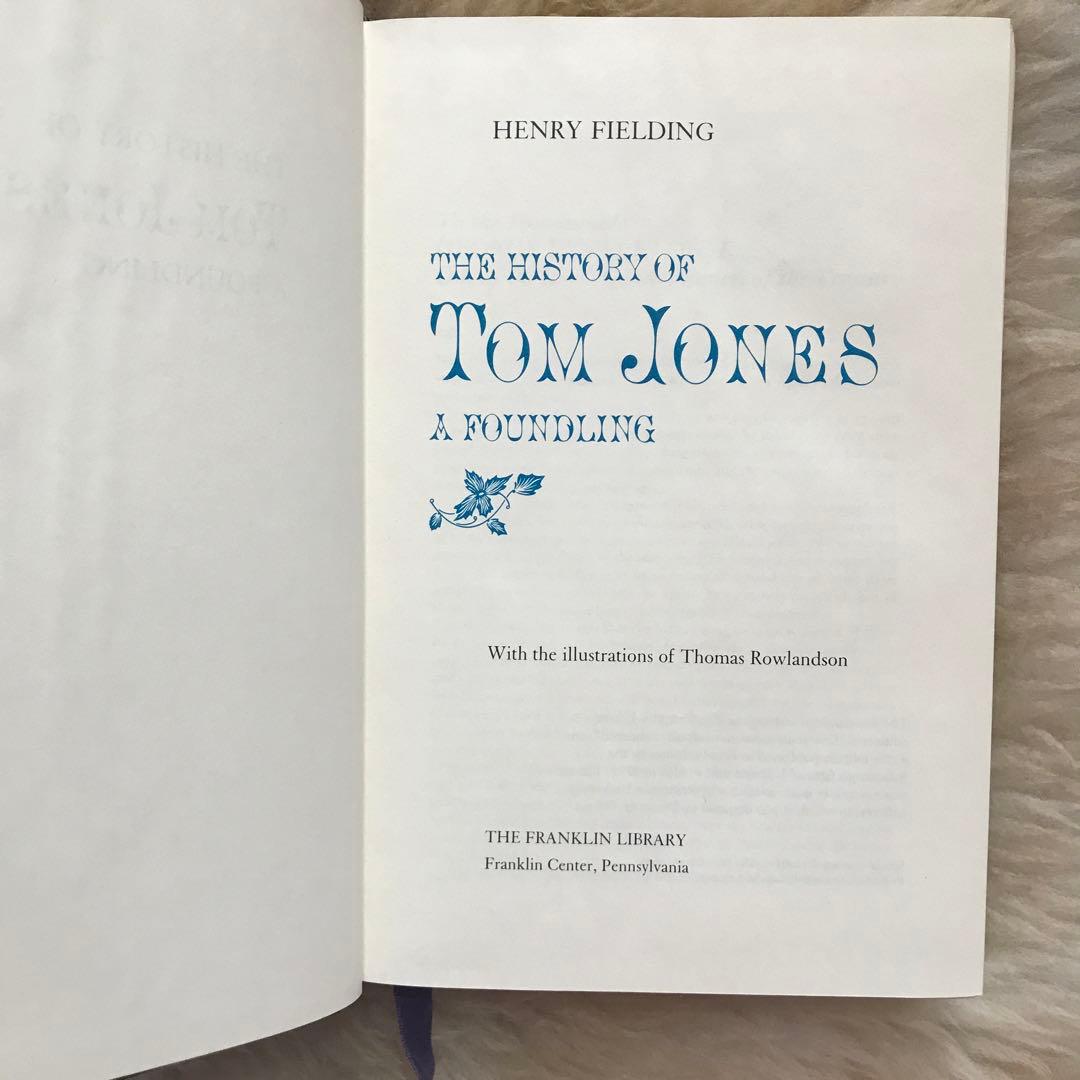 HENRY FIELDING
THE HISTORY OF
TOM JONES
A FOUNDLING
With the illustrations of Thomas Rowlandson
THE FRANKLIN LIBRARY
Franklin Center, Pennsylvania